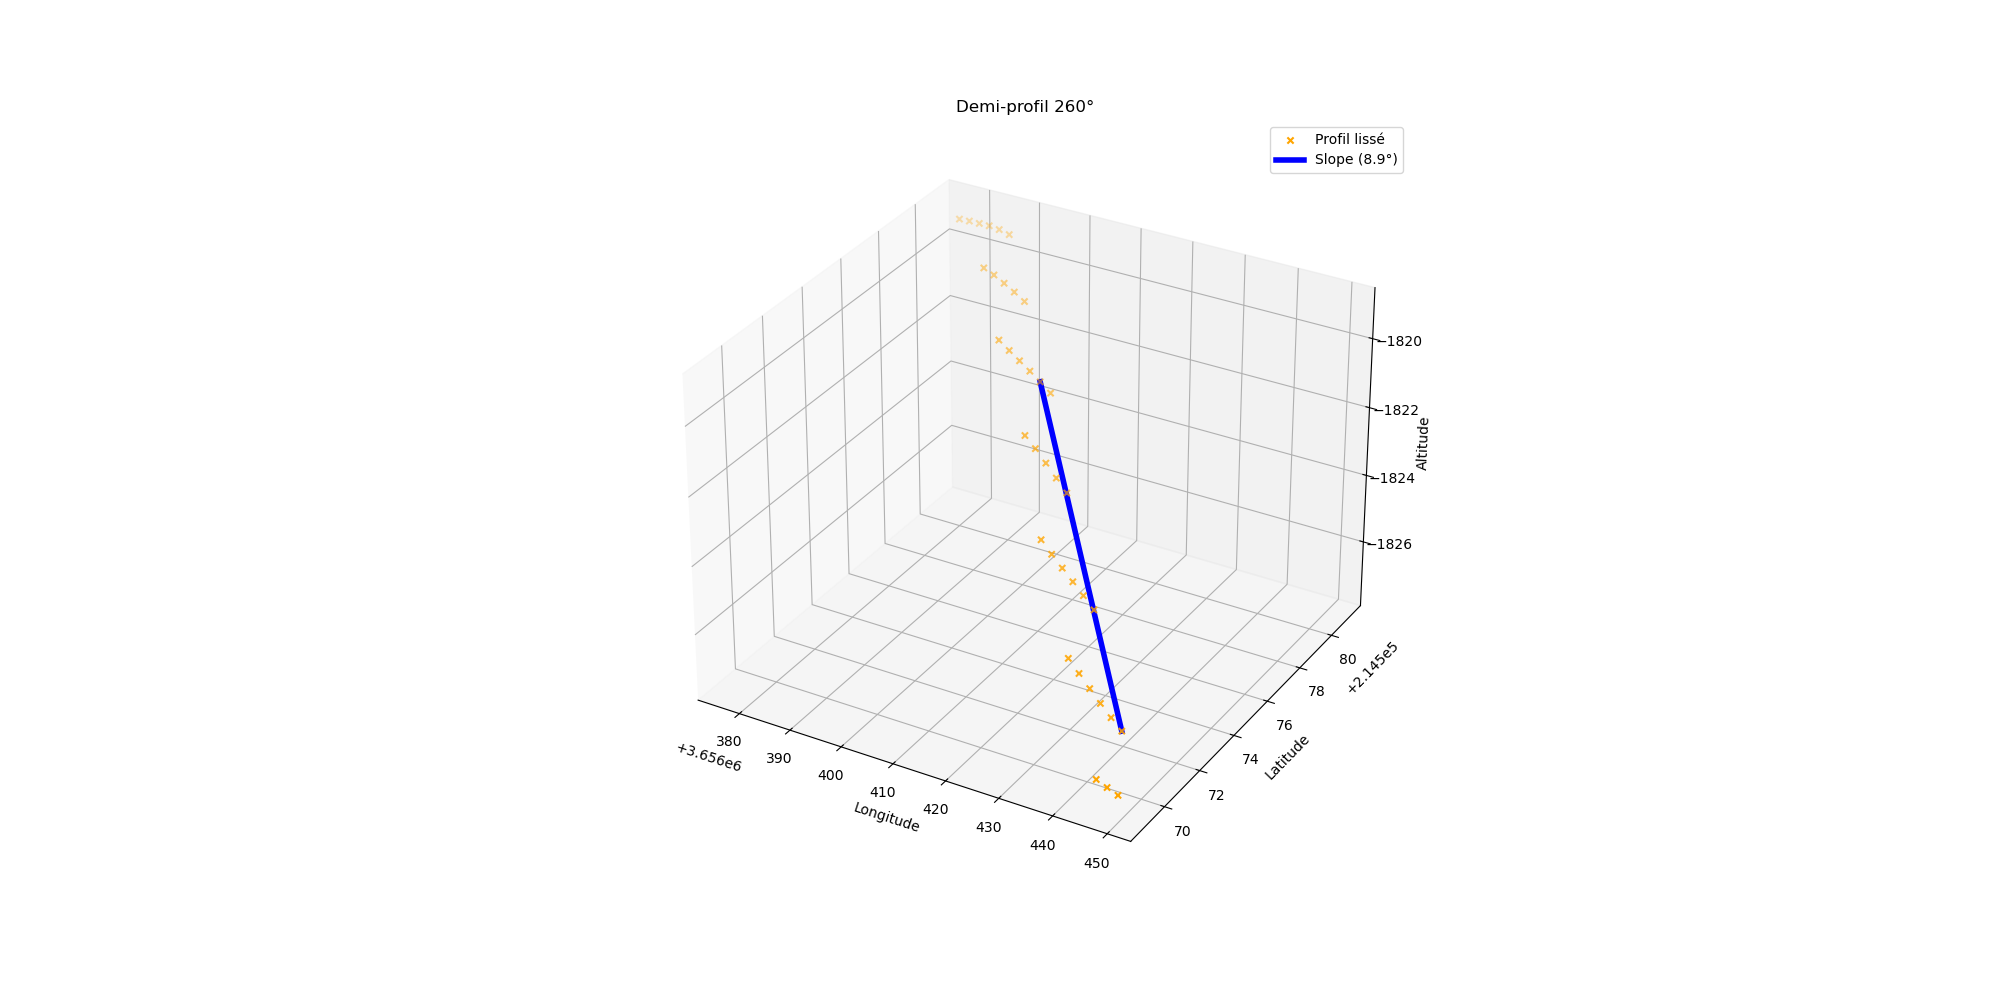 Demi-profil 260°
Profil lissé
Slope (8.9°)
−1820
−1822
−1824
−1826
Altitude
80
78
76
74
72
70
+2.145e5
Latitude
380
390
400
410
420
430
440
450
+3.656e6
Longitude